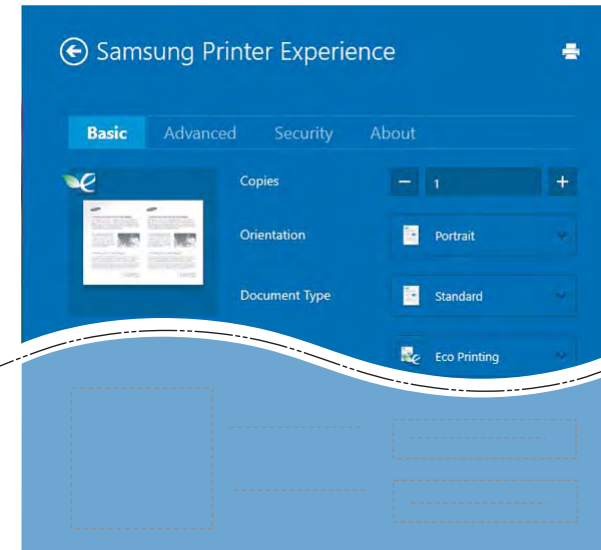 Samsung Printer Experience
Basic Advanced Security About
Copies 1
Orientation Portrait
Document Type Standard
Eco Printing